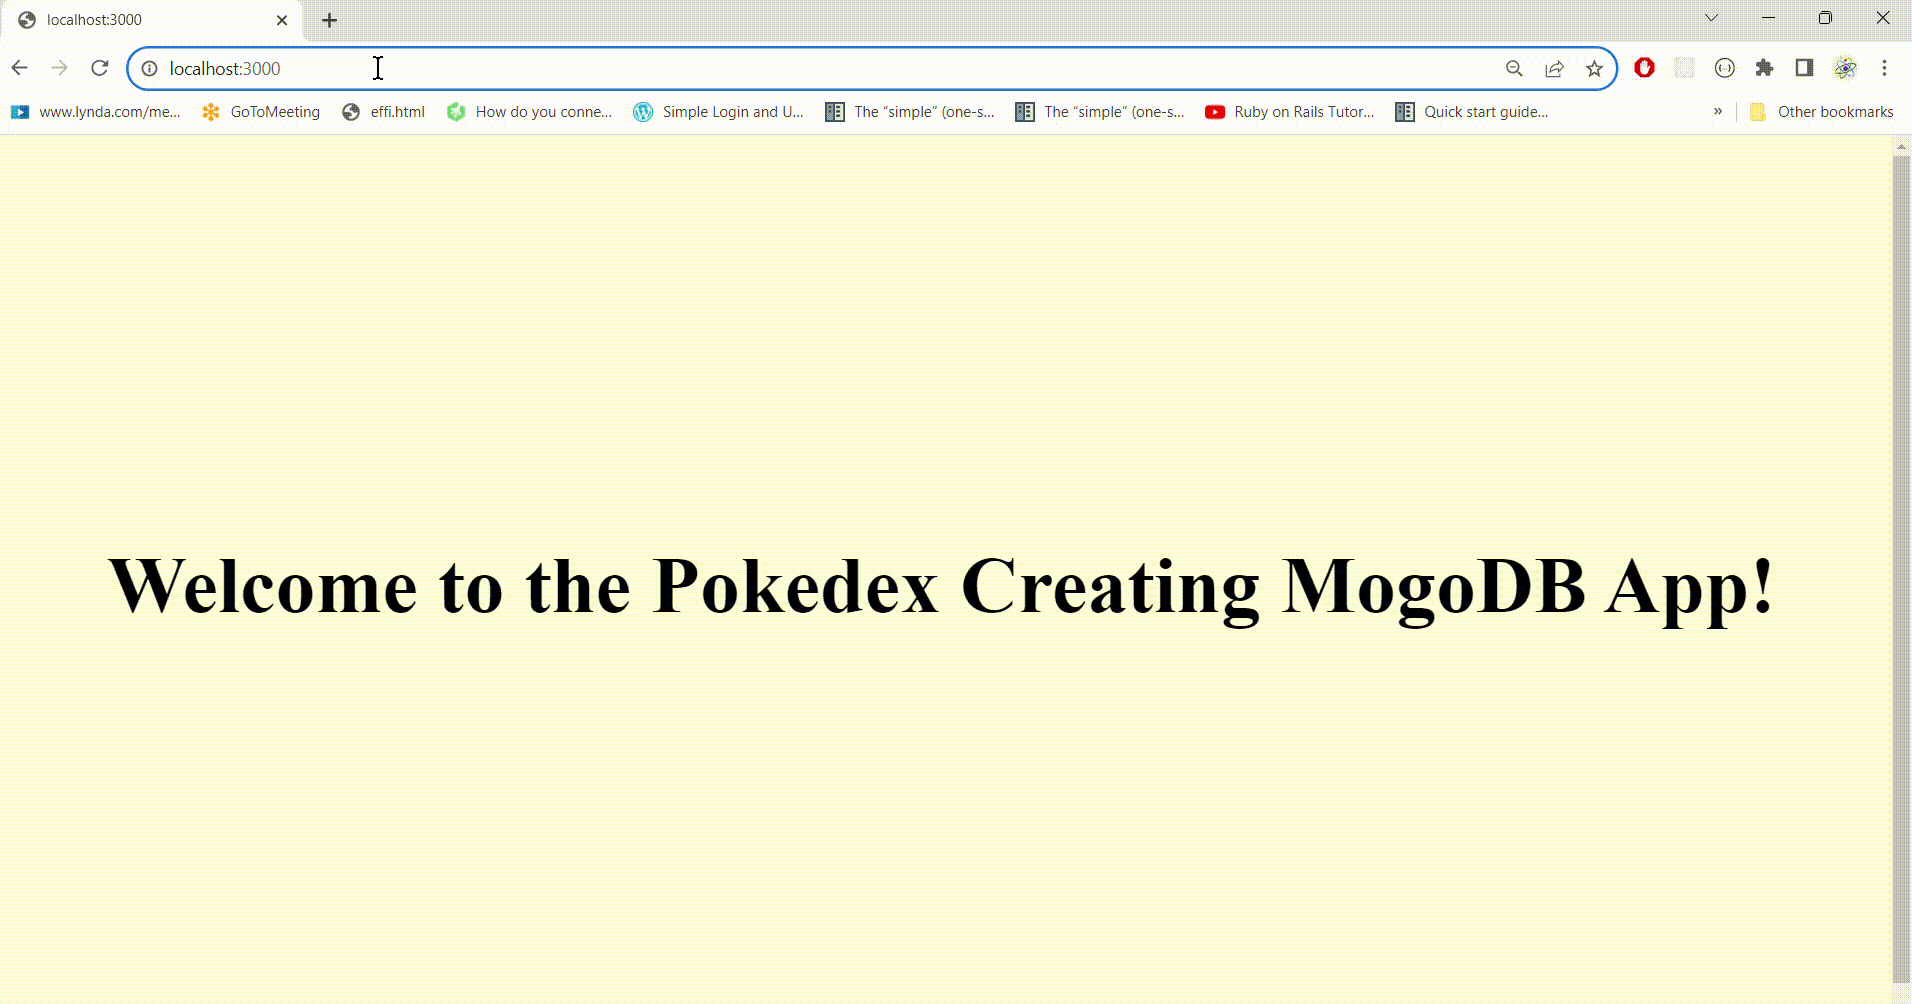 localhost:3000
localhost:3000
www.lynda.com/me... GoToMeeting effi.html How do you conne... Simple Login and U... The “simple” (one-s... The “simple” (one-s... Ruby on Rails Tutor... Quick start guide... » Other bookmarks
Welcome to the Pokedex Creating MogoDB App!